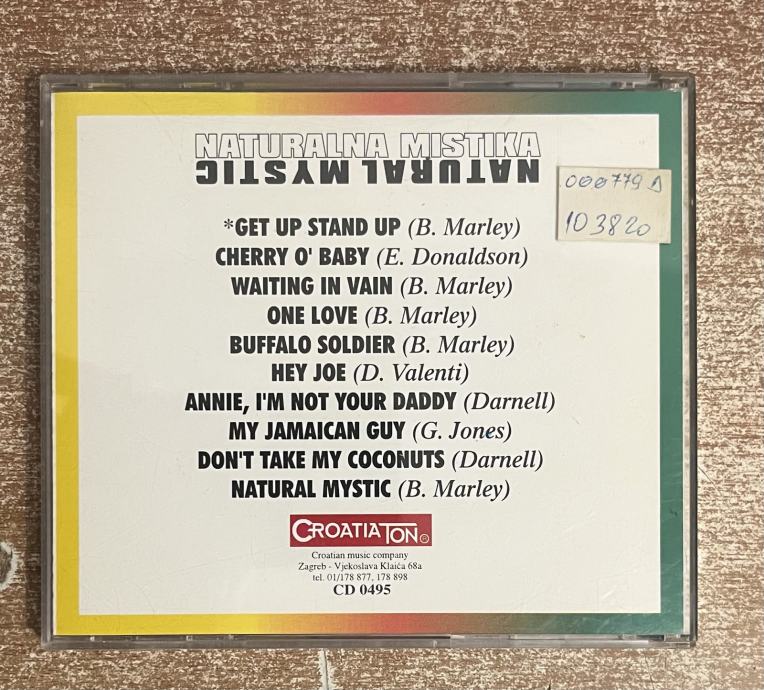 NATURALNA MISTIKA
NATURAL MYSTIC
000779 D
103820
*GET UP STAND UP (B. Marley)
CHERRY O' BABY (E. Donaldson)
WAITING IN VAIN (B. Marley)
ONE LOVE (B. Marley)
BUFFALO SOLDIER (B. Marley)
HEY JOE (D. Valenti)
ANNIE, I'M NOT YOUR DADDY (Darnell)
MY JAMAICAN GUY (G. Jones)
DON'T TAKE MY COCONUTS (Darnell)
NATURAL MYSTIC (B. Marley)
CROATIA TON ®
Croatian music company
Zagreb - Vjekoslava Klaića 68a
tel. 01/178 877, 178 898
CD 0495